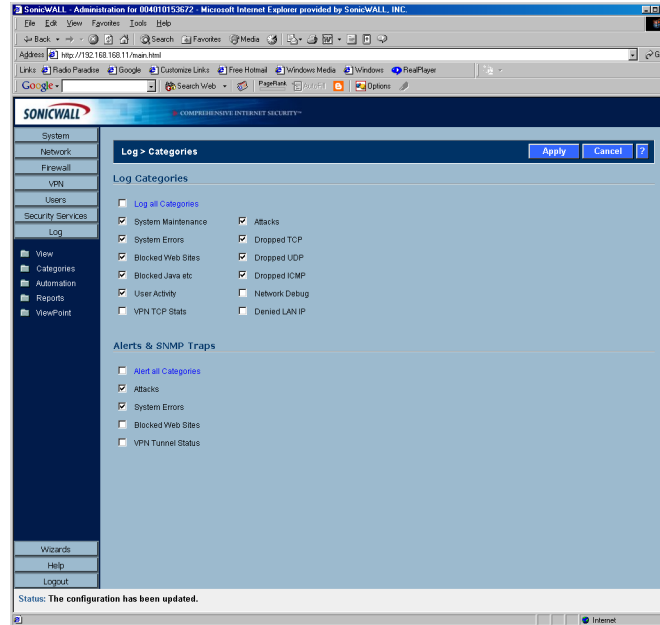 SonicWALL - Administration for 004010153672 - Microsoft Internet Explorer provided by SonicWALL, INC.
File Edit View Favorites Tools Help
Back Search Favorites Media
Address http://192.168.168.11/main.html
Links Radio Paradise Google Customize Links Free Hotmail Windows Media Windows RealPlayer
Google Search Web PageRank AutoFill Options
SONICWALL COMPREHENSIVE INTERNET SECURITY™
System
Network
Firewall
VPN
Users
Security Services
Log
View
Categories
Automation
Reports
ViewPoint
Wizards
Help
Logout
Log > Categories Apply Cancel ?
Log Categories
Log all Categories
System Maintenance Attacks
System Errors Dropped TCP
Blocked Web Sites Dropped UDP
Blocked Java etc Dropped ICMP
User Activity Network Debug
VPN TCP Stats Denied LAN IP
Alerts & SNMP Traps
Alert all Categories
Attacks
System Errors
Blocked Web Sites
VPN Tunnel Status
Status: The configuration has been updated.
Internet